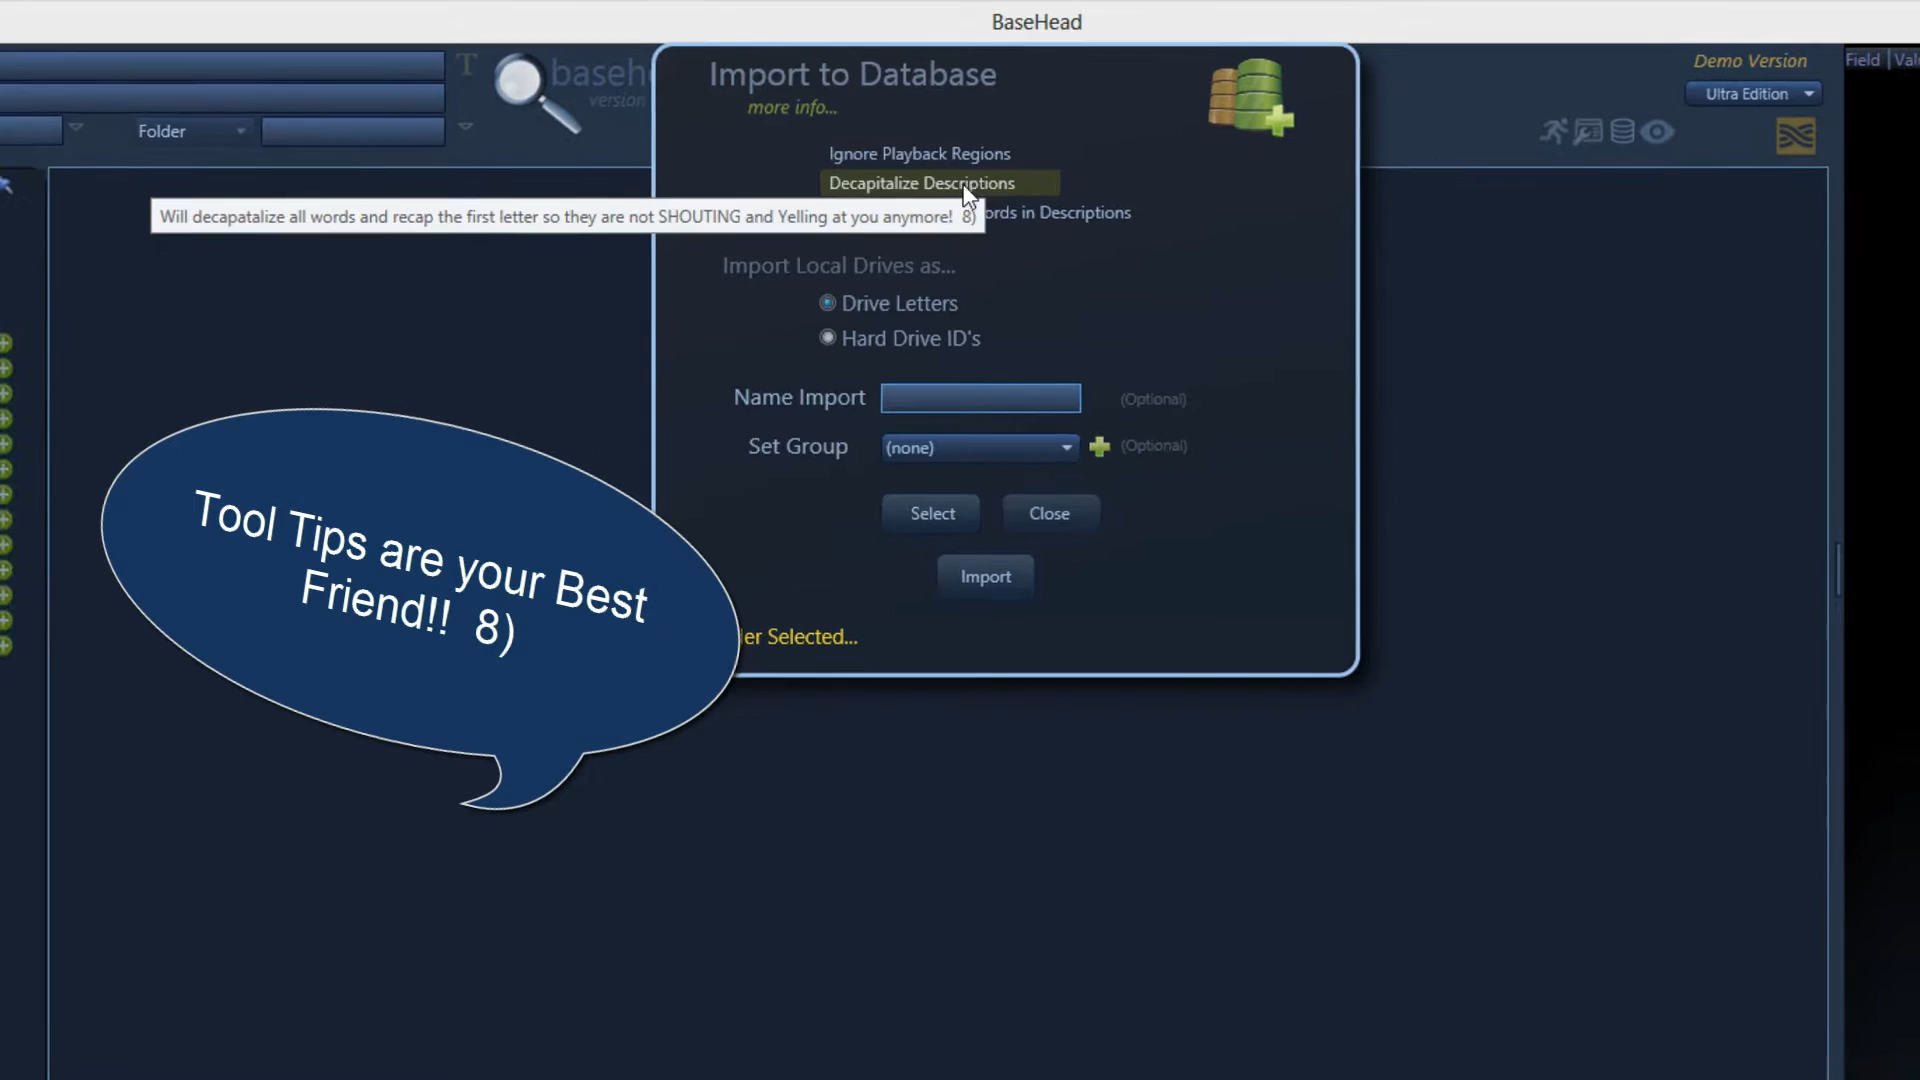 BaseHead
T
baseh
version
Import to Database
more info...
Demo Version
Field
Val
Ultra Edition
Folder
Ignore Playback Regions
Decapitalize Descriptions
Will decapatalize all words and recap the first letter so they are not SHOUTING and Yelling at you anymore!  8)
ords in Descriptions
Import Local Drives as...
Drive Letters
Hard Drive ID's
Name Import
(Optional)
Set Group
(none)
(Optional)
Select
Close
Import
Tool Tips are your Best
Friend!!  8)
er Selected...